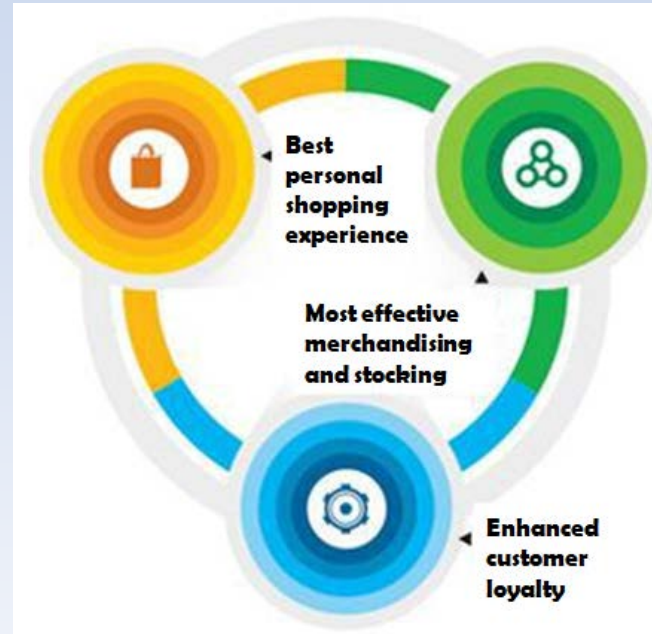 Best
personal
shopping
experience
Most effective
merchandising
and stocking
Enhanced
customer
loyalty